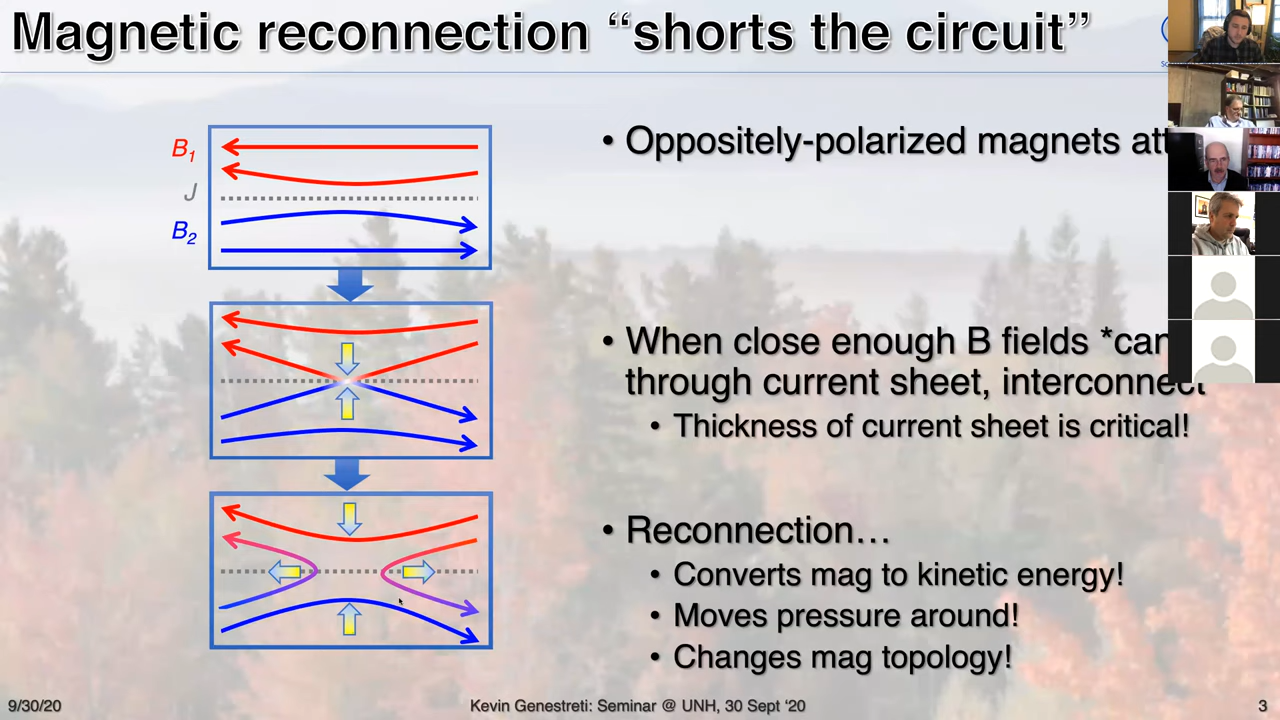 Magnetic reconnection “shorts the circuit”
B1
J
B2
• Oppositely-polarized magnets
• When close enough B fields *can
through current sheet, interconnect
• Thickness of current sheet is critical!
• Reconnection…
• Converts mag to kinetic energy!
• Moves pressure around!
• Changes mag topology!
9/30/20
Kevin Genestreti: Seminar @ UNH, 30 Sept ‘20
3